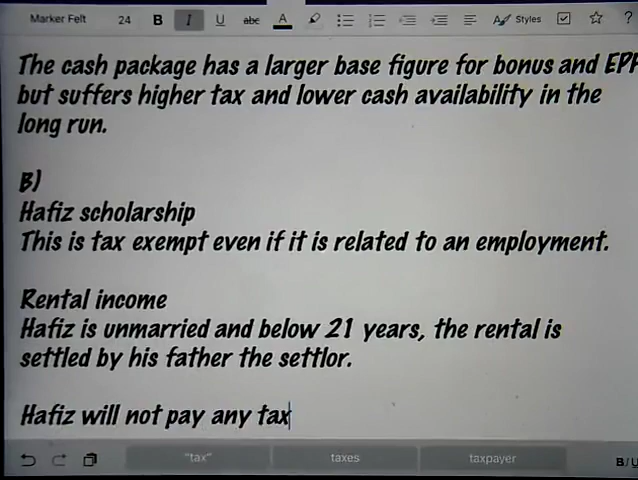 Marker Felt 24 B I U abc A Styles
The cash package has a larger base figure for bonus and EPF
but suffers higher tax and lower cash availability in the
long run.
B)
Hafiz scholarship
This is tax exempt even if it is related to an employment.
Rental income
Hafiz is unmarried and below 21 years, the rental is
settled by his father the settlor.
Hafiz will not pay any tax
"tax" taxes taxpayer B/U